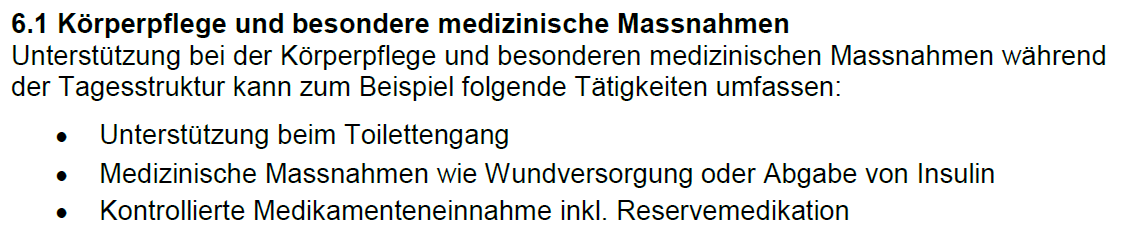 6.1 Körperpflege und besondere medizinische Massnahmen
Unterstützung bei der Körperpflege und besonderen medizinischen Massnahmen während
der Tagesstruktur kann zum Beispiel folgende Tätigkeiten umfassen:
• Unterstützung beim Toilettengang
• Medizinische Massnahmen wie Wundversorgung oder Abgabe von Insulin
• Kontrollierte Medikamenteneinnahme inkl. Reservemedikation